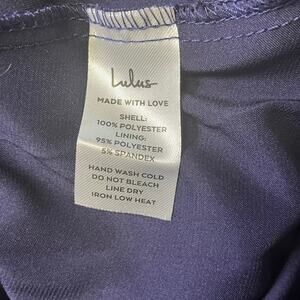 Lulus
MADE WITH LOVE
SHELL:
100% POLYESTER
LINING:
95% POLYESTER
5% SPANDEX
HAND WASH COLD
DO NOT BLEACH
LINE DRY
IRON LOW HEAT